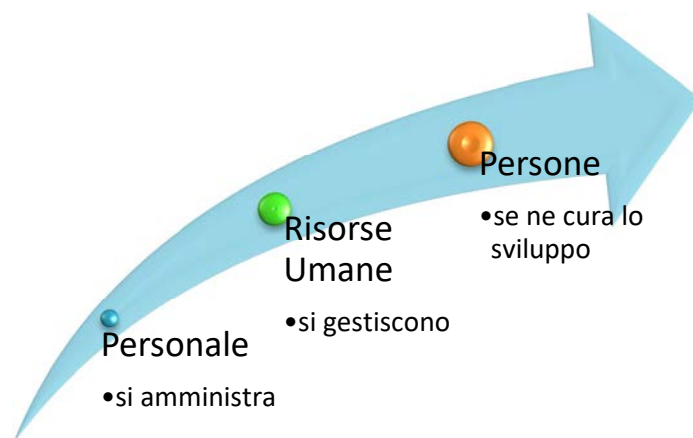 Personale
•si amministra
Risorse
Umane
•si gestiscono
Persone
•se ne cura lo
sviluppo